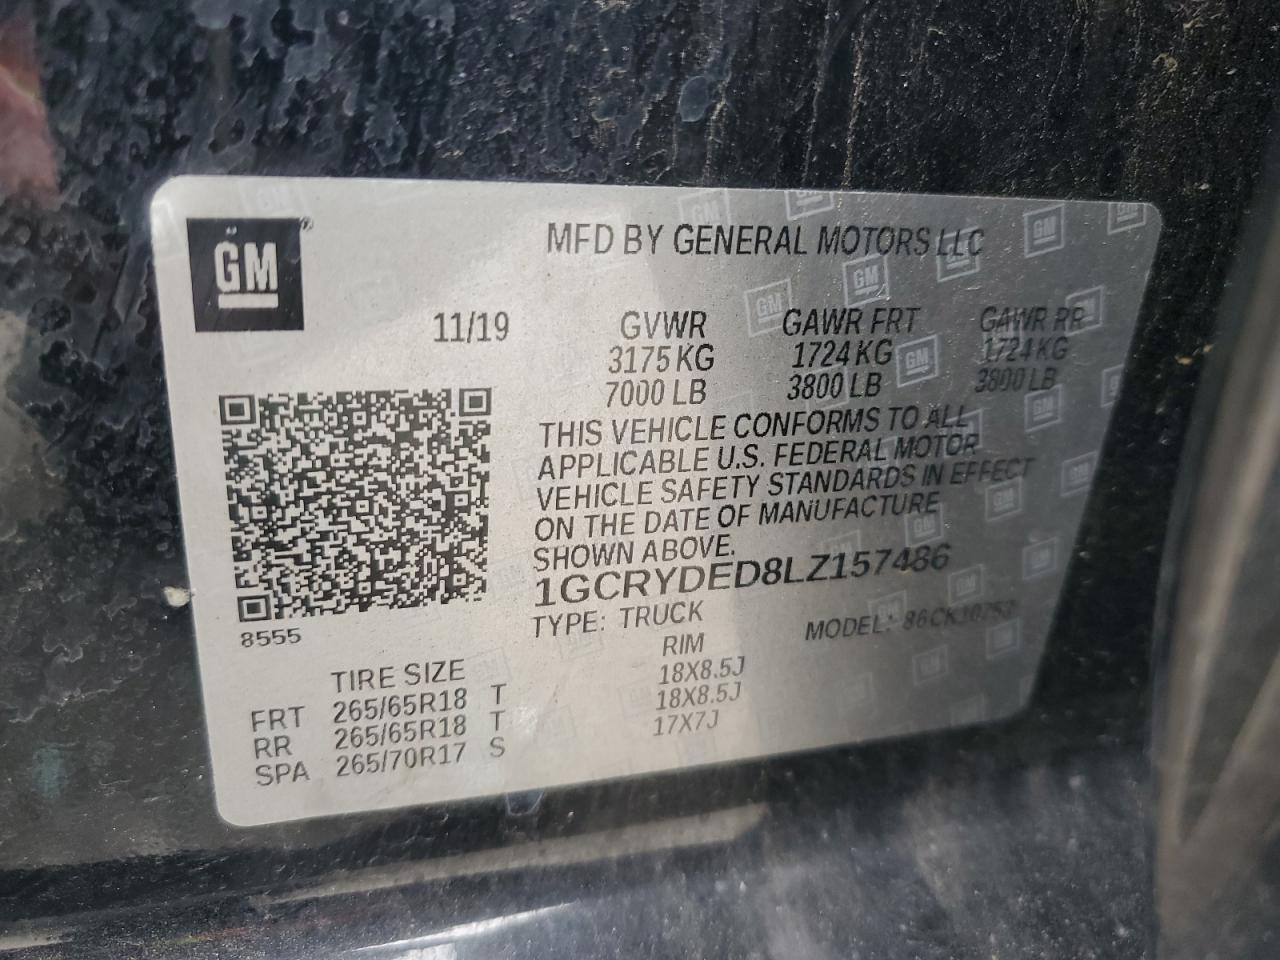 GM
MFD BY GENERAL MOTORS LLC
11/19 GVWR GAWR FRT GAWR RR
3175 KG 1724 KG 1724 KG
7000 LB 3800 LB 3800 LB
THIS VEHICLE CONFORMS TO ALL
APPLICABLE U.S. FEDERAL MOTOR
VEHICLE SAFETY STANDARDS IN EFFECT
ON THE DATE OF MANUFACTURE
SHOWN ABOVE.
1GCRYDED8LZ157486
TYPE: TRUCK MODEL:
8555
TIRE SIZE RIM
FRT 265/65R18 T 18X8.5J
RR 265/65R18 T 18X8.5J
SPA 265/70R17 S 17X7J